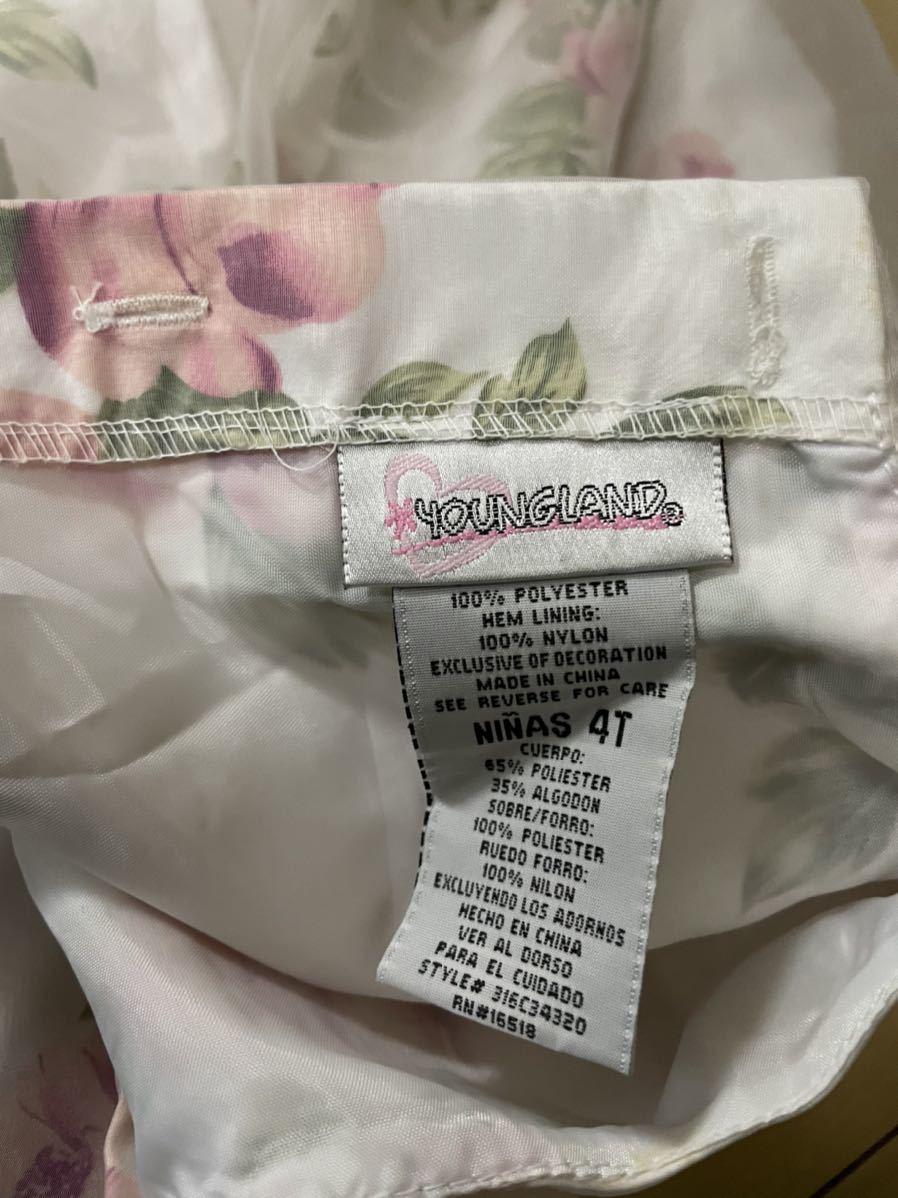 YOUNGLAND®
100% POLYESTER
HEM LINING:
100% NYLON
EXCLUSIVE OF DECORATION
MADE IN CHINA
SEE REVERSE FOR CARE
NIÑAS 4T
CUERPO:
65% POLIESTER
35% ALGODON
SOBRE/FORRO:
100% POLIESTER
RUEDO FORRO:
100% NILON
EXCLUYENDO LOS ADORNOS
HECHO EN CHINA
VER AL DORSO
PARA EL CUIDADO
STYLE# 316C34320
RN#16518